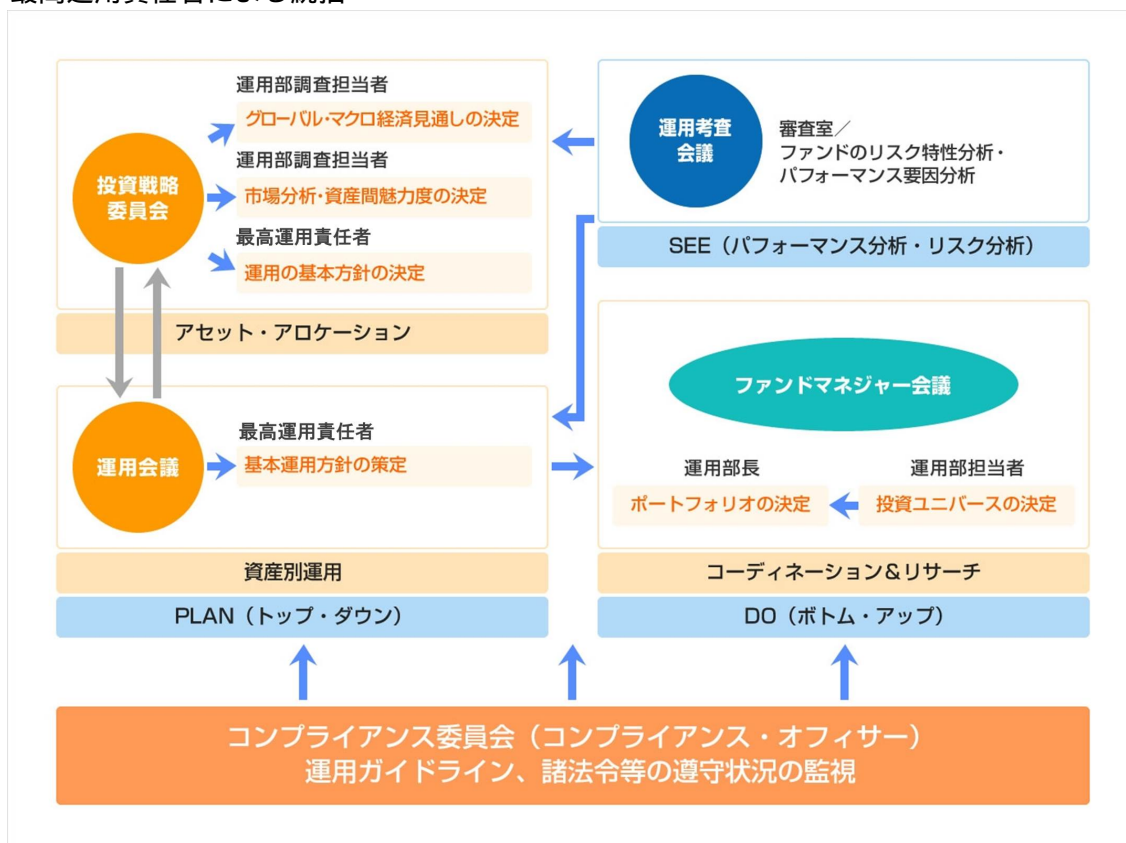 最高運用責任者による統括
運用部調査担当者
グローバル・マクロ経済見通しの決定
運用部調査担当者
市場分析・資産間魅力度の決定
最高運用責任者
運用の基本方針の決定
投資戦略
委員会
アセット・アロケーション
運用考査
会議
審査室／
ファンドのリスク特性分析・
パフォーマンス要因分析
SEE（パフォーマンス分析・リスク分析）
運用会議
最高運用責任者
基本運用方針の策定
資産別運用
PLAN（トップ・ダウン）
ファンドマネジャー会議
運用部長
ポートフォリオの決定
運用部担当者
投資ユニバースの決定
コーディネーション＆リサーチ
DO（ボトム・アップ）
コンプライアンス委員会（コンプライアンス・オフィサー）
運用ガイドライン、諸法令等の遵守状況の監視